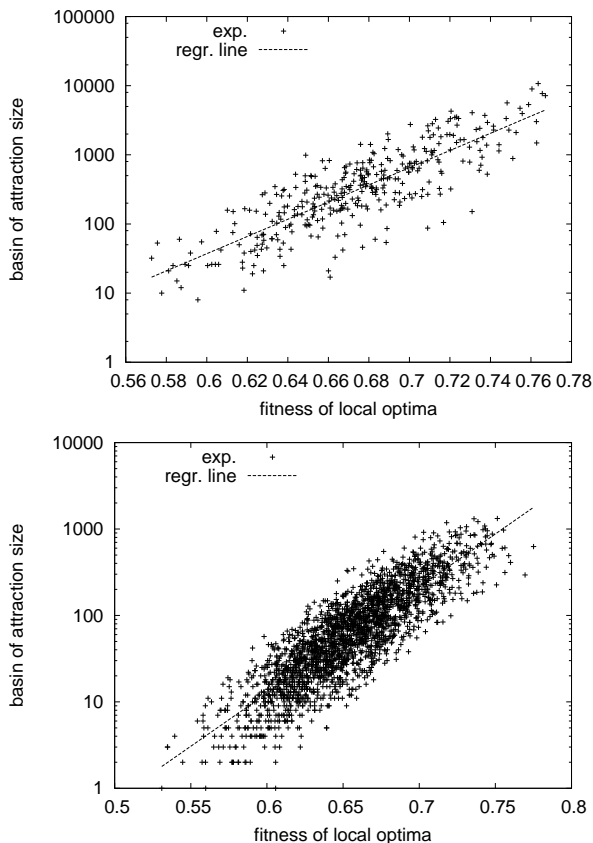 100000
10000
1000
100
10
1
basin of attraction size
exp.
regr. line
0.56 0.58 0.6 0.62 0.64 0.66 0.68 0.7 0.72 0.74 0.76 0.78
fitness of local optima
10000
1000
100
10
1
basin of attraction size
exp.
regr. line
0.5 0.55 0.6 0.65 0.7 0.75 0.8
fitness of local optima